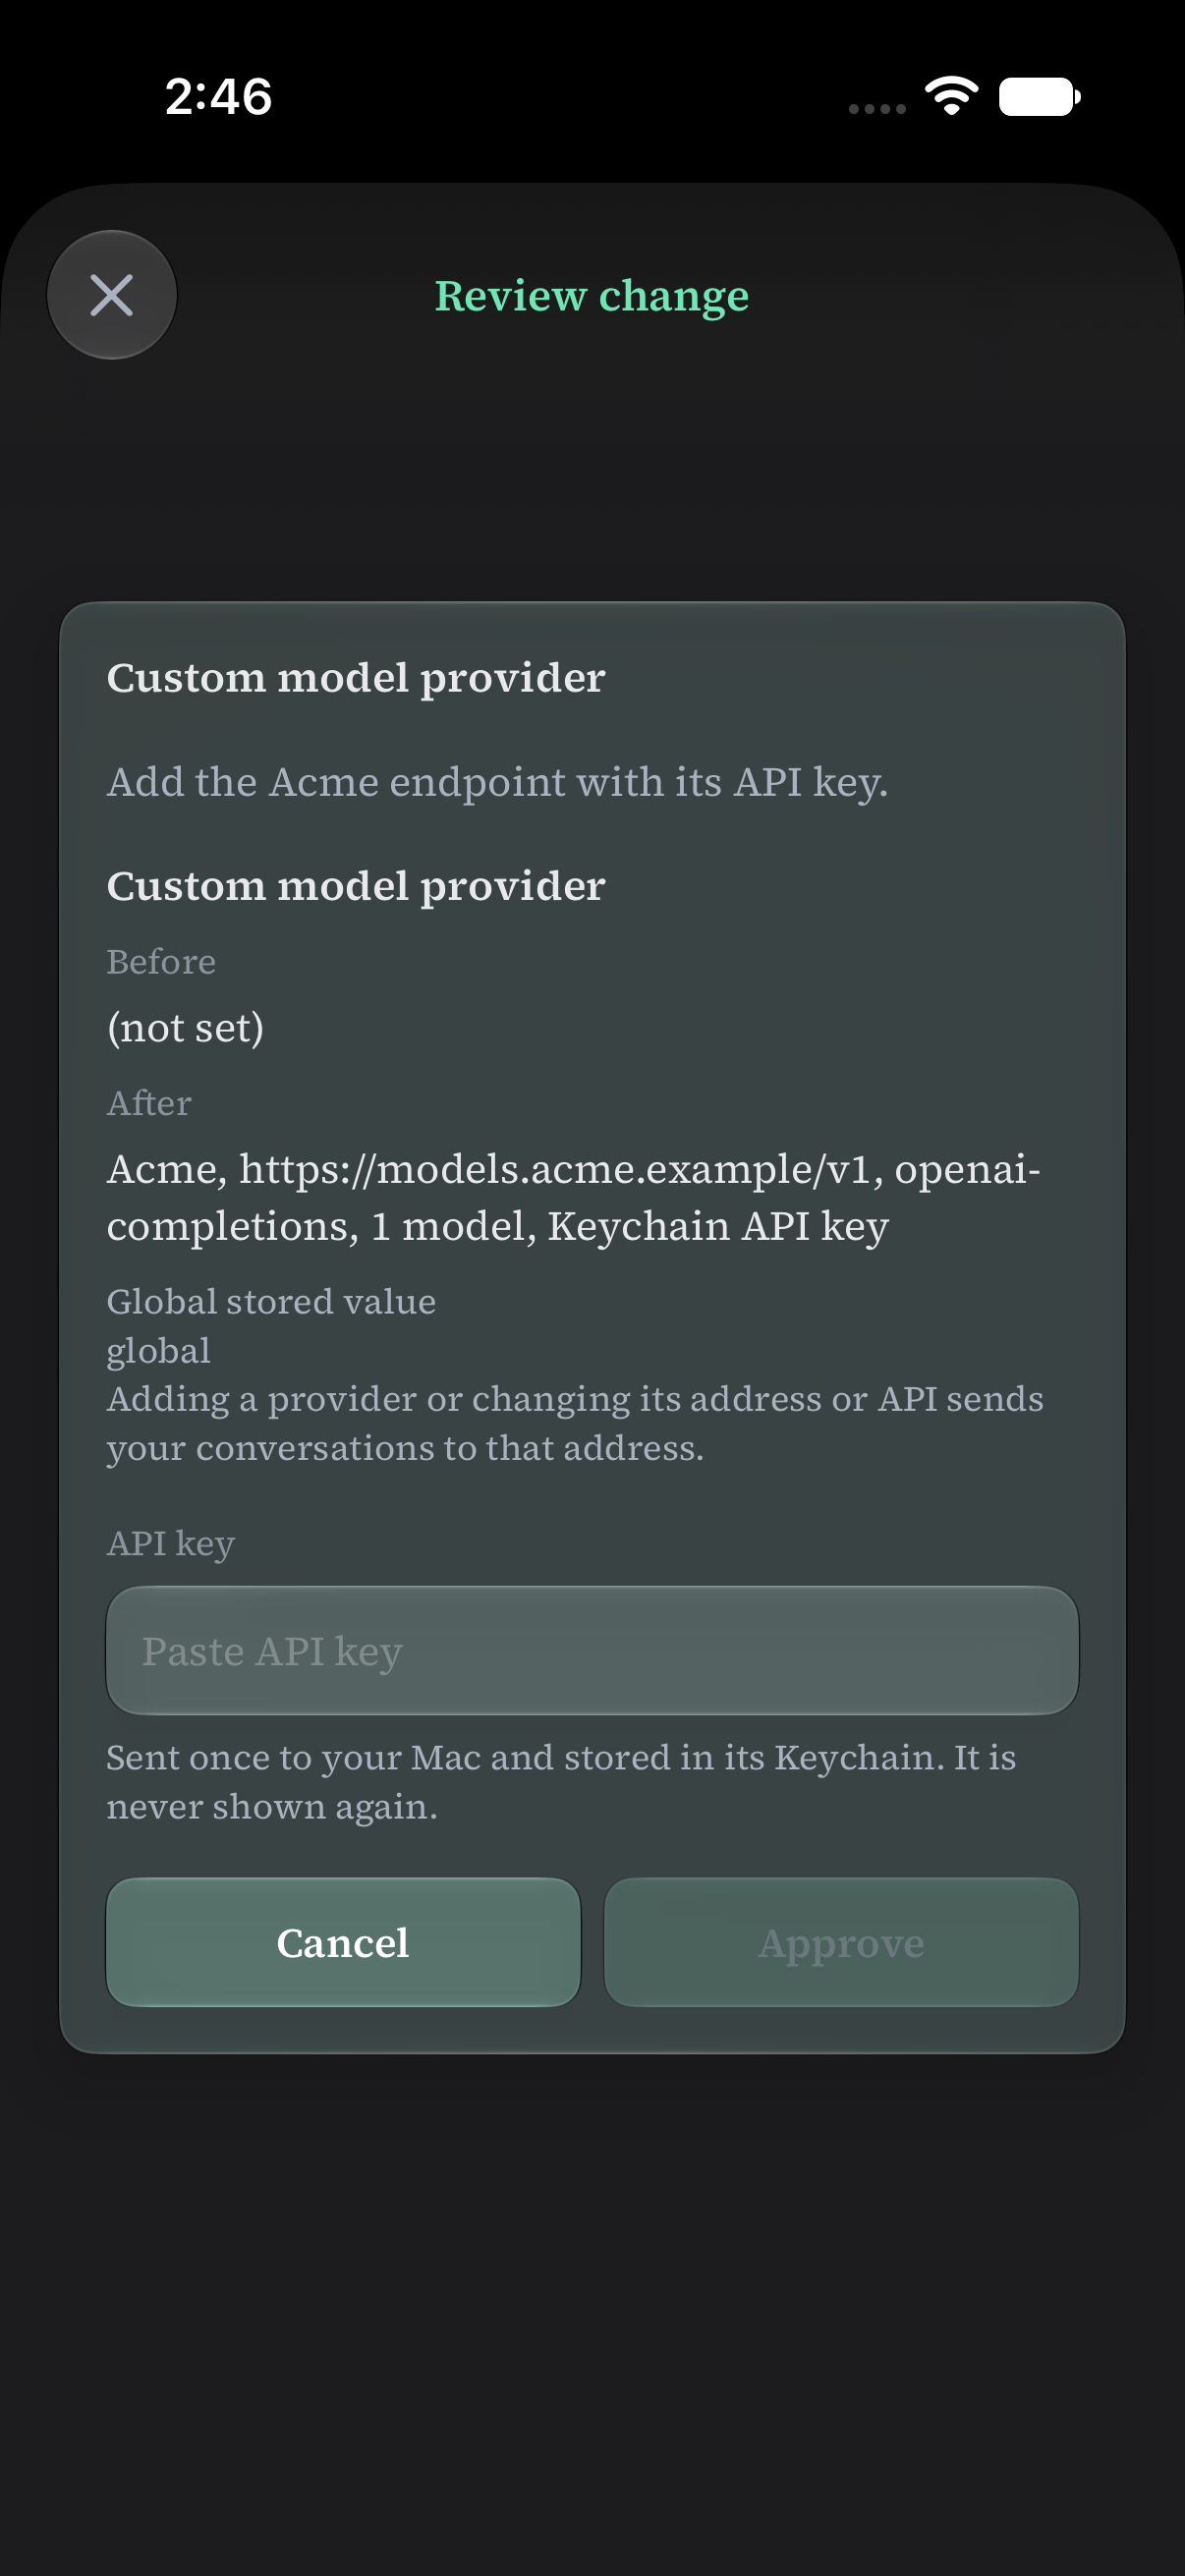 2:46
Review change
Custom model provider
Add the Acme endpoint with its API key.
Custom model provider
Before
(not set)
After
Acme, https://models.acme.example/v1, openai-
completions, 1 model, Keychain API key
Global stored value
global
Adding a provider or changing its address or API sends
your conversations to that address.
API key
Paste API key
Sent once to your Mac and stored in its Keychain. It is
never shown again.
Cancel
Approve